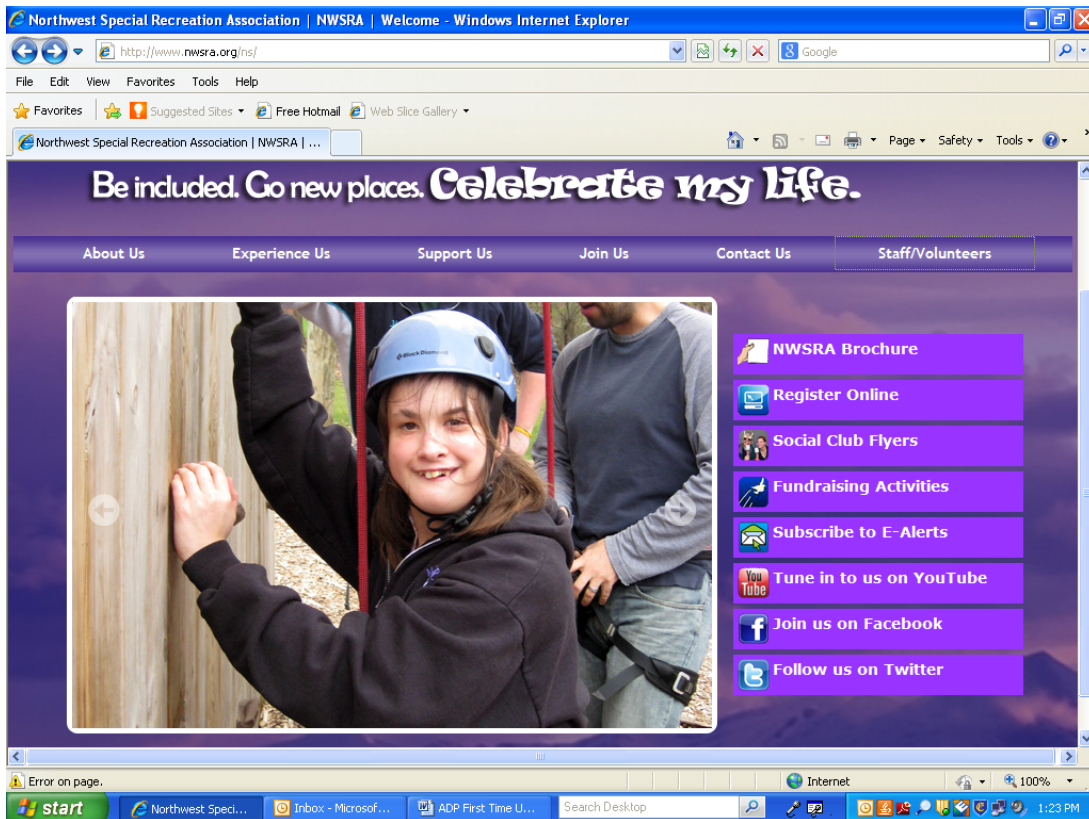 Northwest Special Recreation Association | NWSRA | Welcome - Windows Internet Explorer
http://www.nwsra.org/ns/
Google
File Edit View Favorites Tools Help
Favorites Suggested Sites Free Hotmail Web Slice Gallery
Northwest Special Recreation Association | NWSRA | ...
Page Safety Tools
Be included. Go new places. Celebrate my life.
About Us Experience Us Support Us Join Us Contact Us Staff/Volunteers
Black Diamond
NWSRA Brochure
Register Online
Social Club Flyers
Fundraising Activities
Subscribe to E-Alerts
You Tube Tune in to us on YouTube
f Join us on Facebook
Follow us on Twitter
Error on page. Internet 100%
start Northwest Speci... Inbox - Microsof... ADP First Time U... Search Desktop 1:23 PM